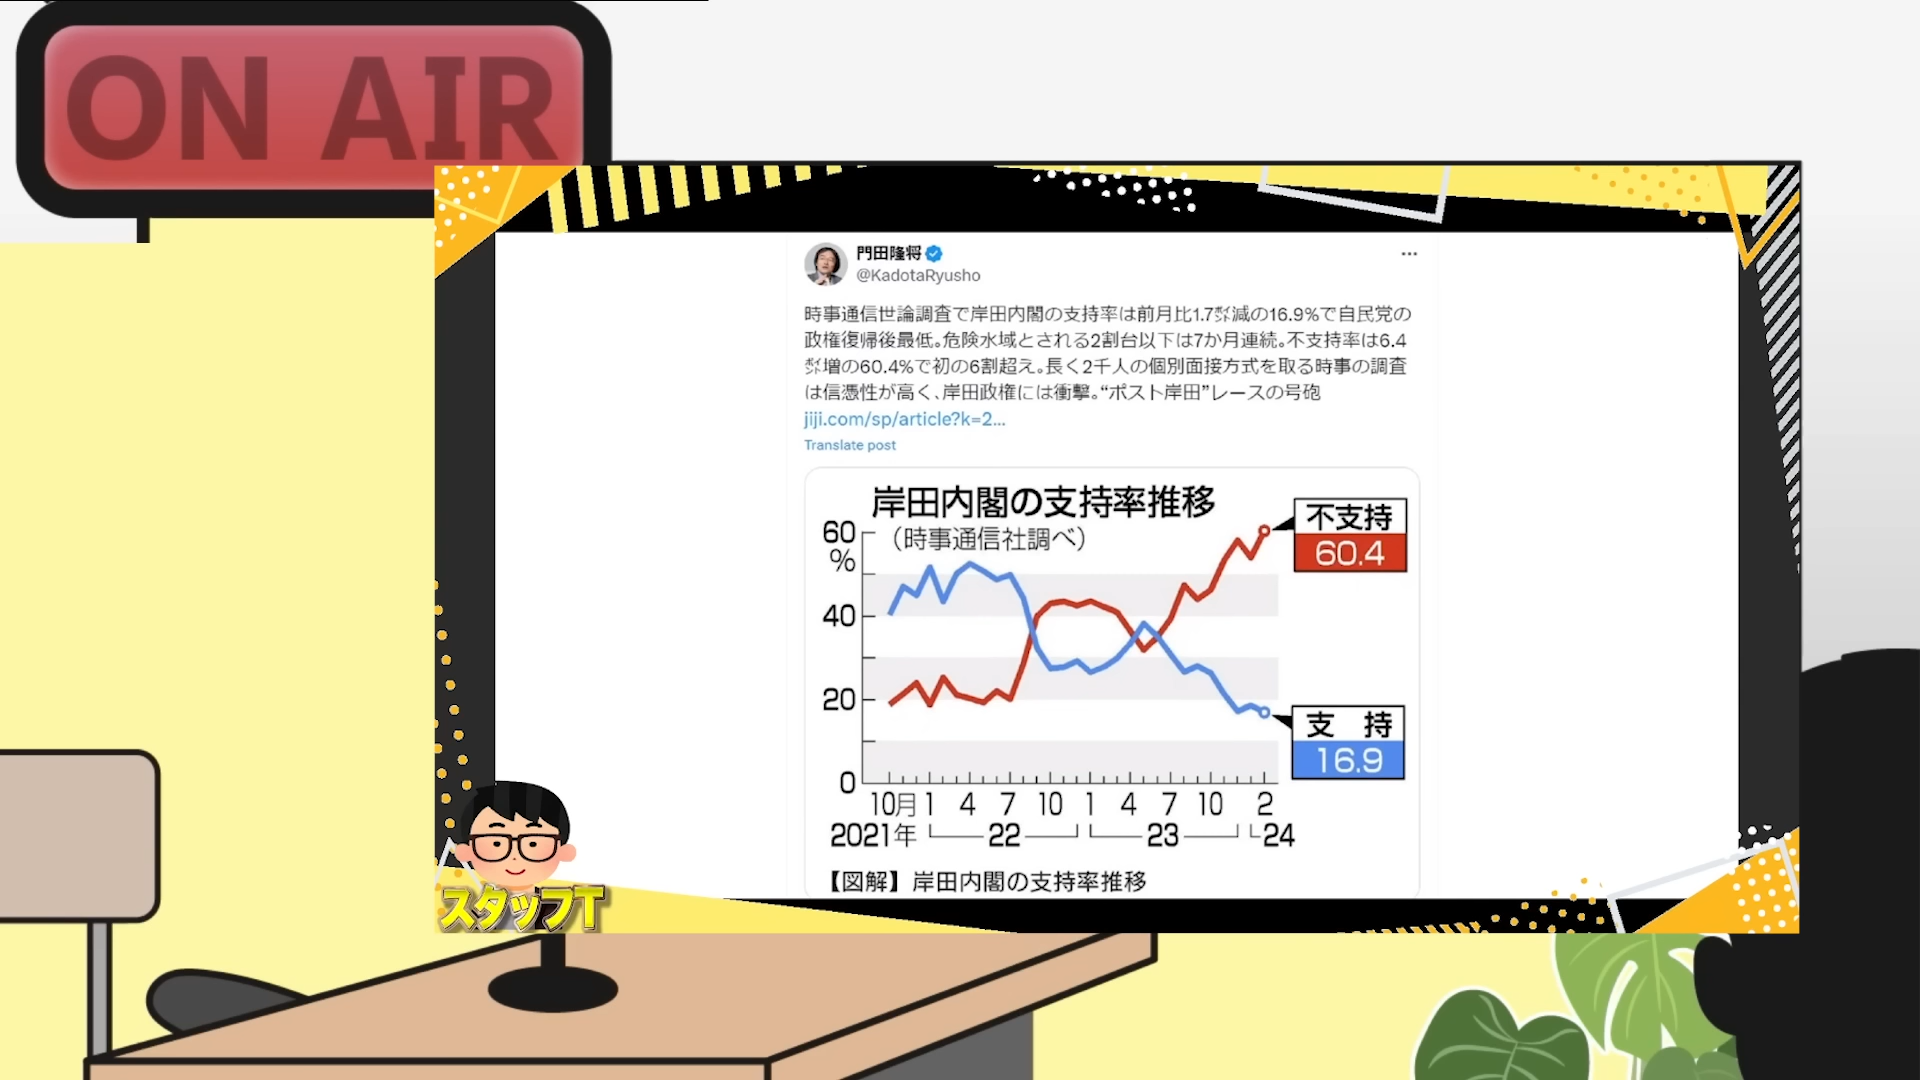 ON AIR
門田隆将
@KadotaRyusho
時事通信世論調査で岸田内閣の支持率は前月比1.7㌽減の16.9%で自民党の
政権復帰後最低。危険水域とされる2割台以下は7か月連続。不支持率は6.4
㌽増の60.4%で初の6割超え。長く2千人の個別面接方式を取る時事の調査
は信憑性が高く、岸田政権には衝撃。“ポスト岸田”レースの号砲
jiji.com/sp/article?k=2…
Translate post
岸田内閣の支持率推移
(時事通信社調べ)
不支持
60.4
60
%
40
20
0
支 持
16.9
10月 1 4 7 10 1 4 7 10 2
2021年 22 23 24
【図解】岸田内閣の支持率推移
スタッフT